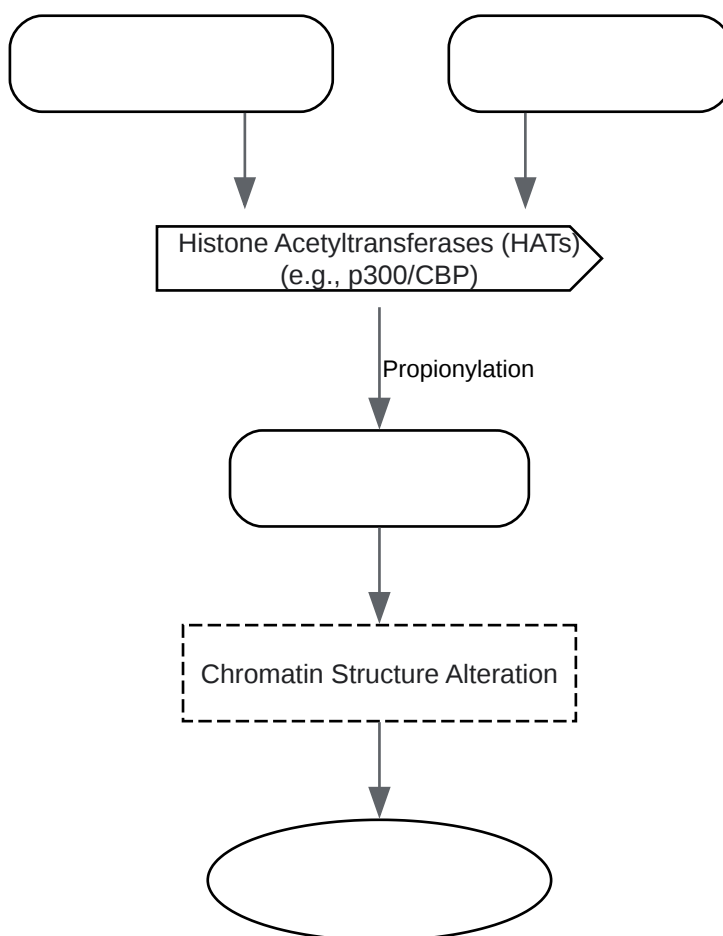 Histone Acetyltransferases (HATs)
(e.g., p300/CBP)
Propionylation
Chromatin Structure Alteration